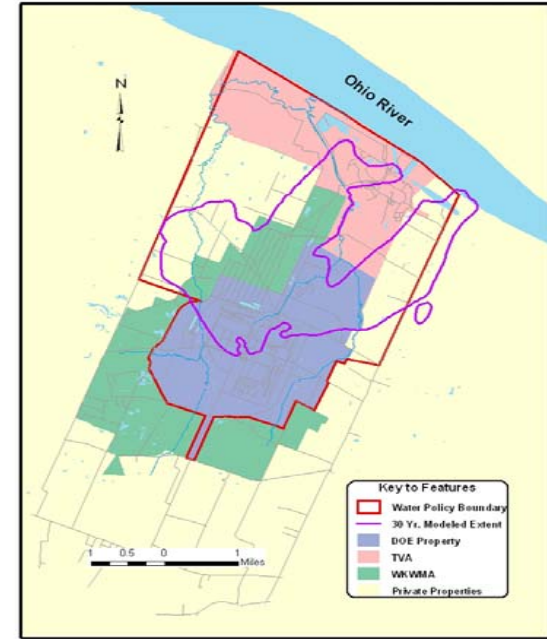 Ohio River
N
Key to Features
Water Policy Boundary
30 Yr. Modeled Extent
DOE Property
TVA
WKWMA
Private Properties
1 0.5 0 1
Miles